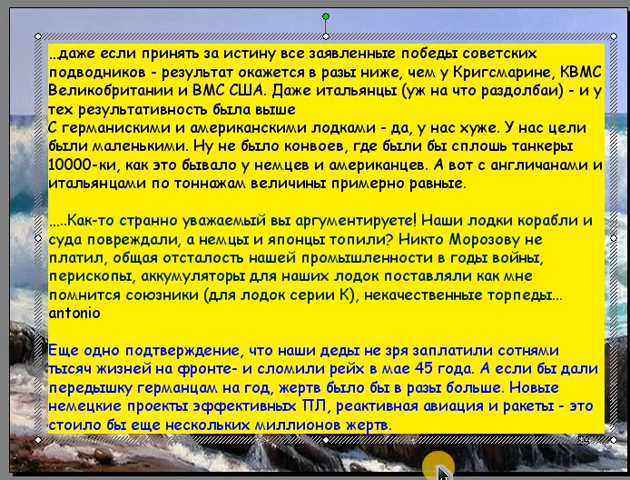 ...даже если принять за истину все заявленные победы советских
подводников - результат окажется в разы ниже, чем у Кригсмарине, КВМС
Великобритании и ВМС США. Даже итальянцы (уж на что раздолбаи) - и у
тех результативность была выше
С германискими и американскими лодками - да, у нас хуже. У нас цели
были маленькими. Ну не было конвоев, где были бы сплошь танкеры
10000-ки, как это бывало у немцев и американцев. А вот с англичанами и
итальянцами по тоннажам величины примерно равные.
.....Как-то странно уважаемый вы аргументируете! Наши лодки корабли и
суда повреждали, а немцы и японцы топили? Никто Морозову не
платил, общая отсталость нашей промышленности в годы войны,
перископы, аккумуляторы для наших лодок поставляли как мне
помнится союзники (для лодок серии К), некачественные торпеды...
antonio
Еще одно подтверждение, что наши деды не зря заплатили сотнями
тысяч жизней на фронте- и сломили рейх в мае 45 года. А если бы дали
передышку германцам на год, жертв было бы в разы больше. Новые
немецкие проекты эффективных ПЛ, реактивная авиация и ракеты - это
стоило бы еще нескольких миллионов жертв.